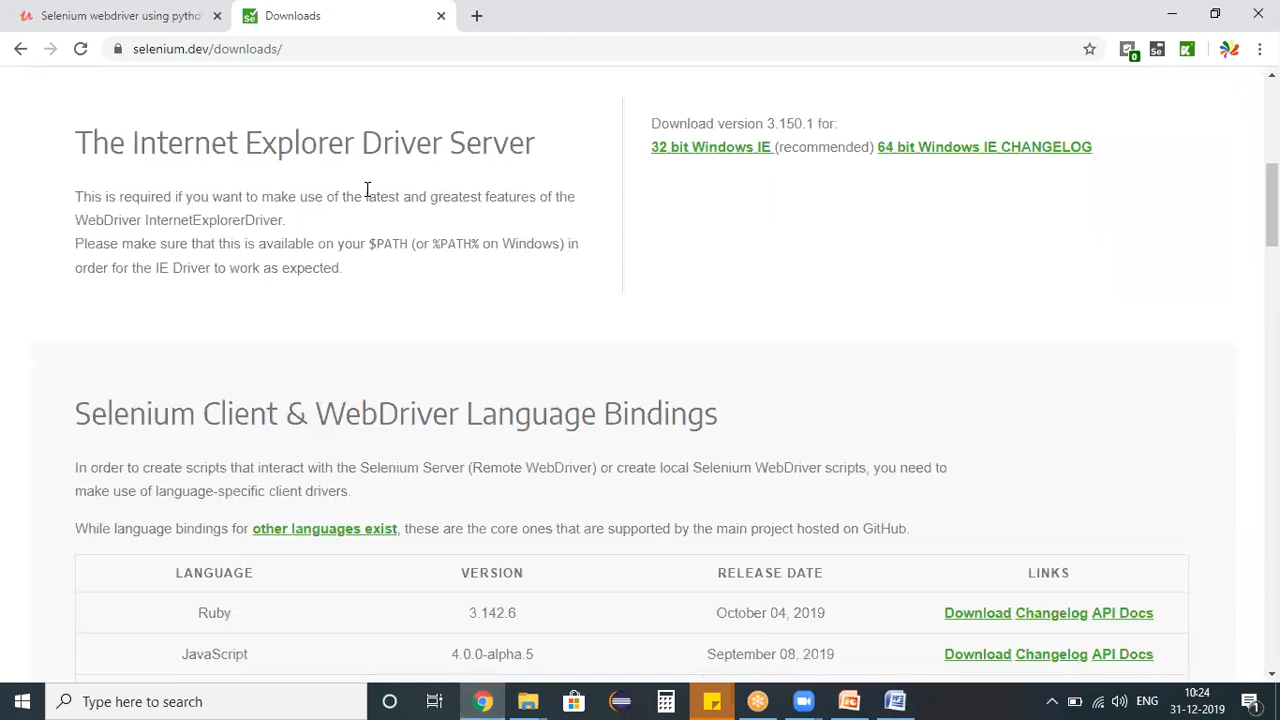 Selenium webdriver using pytho
Downloads
selenium.dev/downloads/
The Internet Explorer Driver Server
This is required if you want to make use of the latest and greatest features of the
WebDriver InternetExplorerDriver.
Please make sure that this is available on your $PATH (or %PATH% on Windows) in
order for the IE Driver to work as expected.
Download version 3.150.1 for:
32 bit Windows IE (recommended) 64 bit Windows IE CHANGELOG
Selenium Client & WebDriver Language Bindings
In order to create scripts that interact with the Selenium Server (Remote WebDriver) or create local Selenium WebDriver scripts, you need to
make use of language-specific client drivers.
While language bindings for other languages exist, these are the core ones that are supported by the main project hosted on GitHub.
LANGUAGE VERSION RELEASE DATE LINKS
Ruby 3.142.6 October 04, 2019 Download Changelog API Docs
JavaScript 4.0.0-alpha.5 September 08, 2019 Download Changelog API Docs
Type here to search
ENG
10:24
31-12-2019